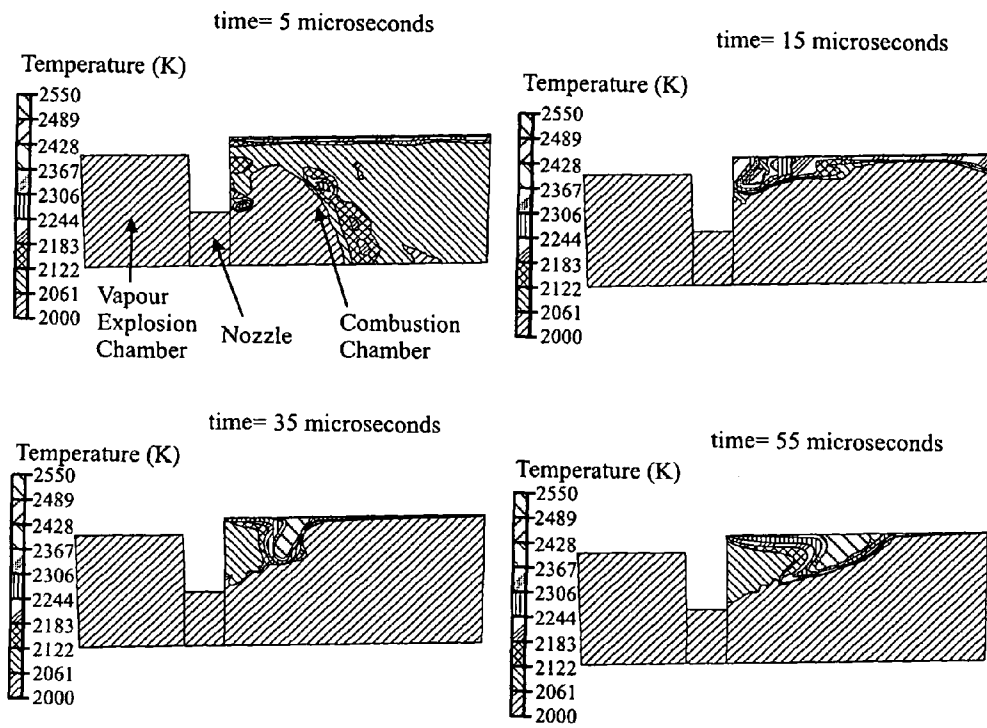 time= 5 microseconds
Temperature (K)
2550
2489
2428
2367
2306
2244
2183
2122
2061
2000
Vapour
Explosion
Chamber
Nozzle
Combustion
Chamber
time= 15 microseconds
Temperature (K)
2550
2489
2428
2367
2306
2244
2183
2122
2061
2000
time= 35 microseconds
Temperature (K)
2550
2489
2428
2367
2306
2244
2183
2122
2061
2000
time= 55 microseconds
Temperature (K)
2550
2489
2428
2367
2306
2244
2183
2122
2061
2000